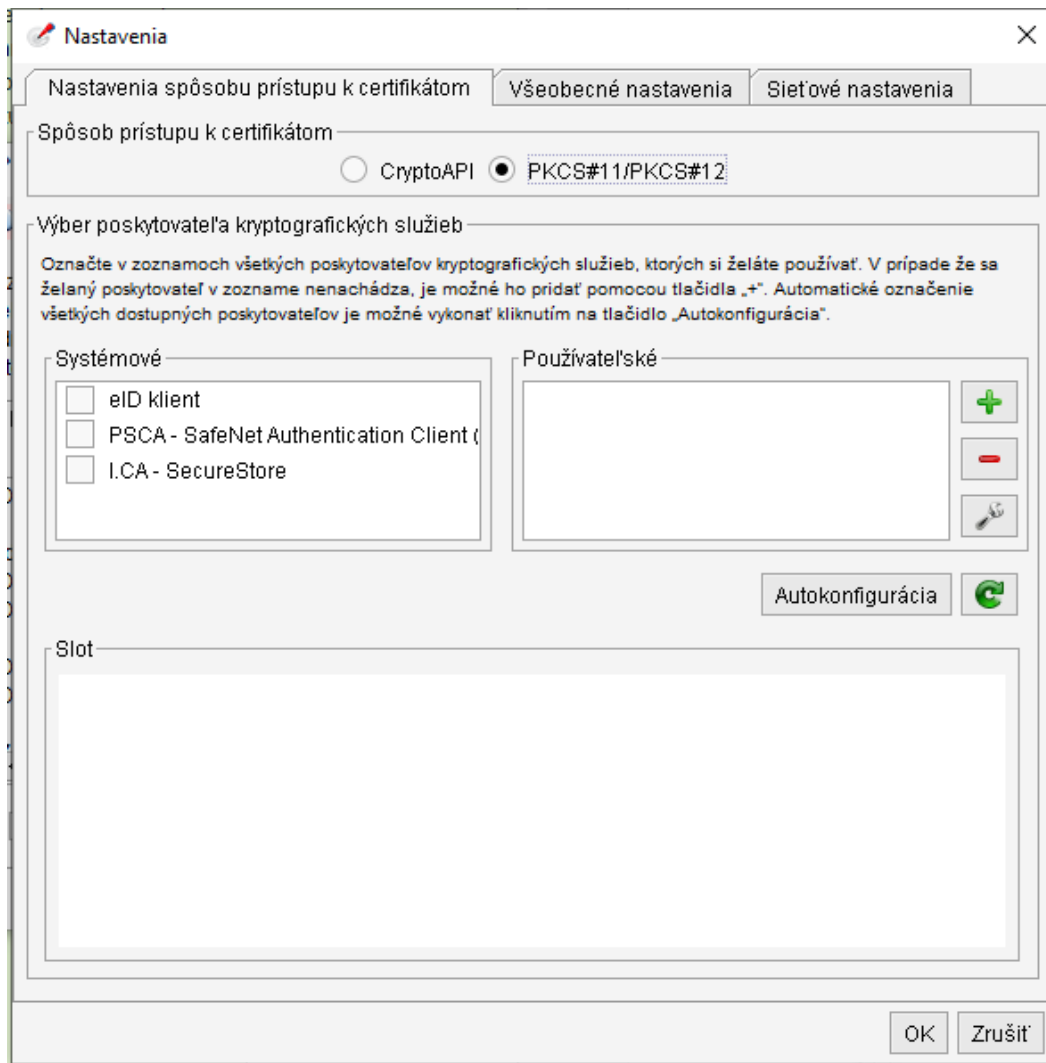 Nastavenia
Nastavenia spôsobu prístupu k certifikátom
Všeobecné nastavenia
Sieťové nastavenia
Spôsob prístupu k certifikátom
CryptoAPI
PKCS#11/PKCS#12
Výber poskytovateľa kryptografických služieb
Označte v zoznamoch všetkých poskytovateľov kryptografických služieb, ktorých si želáte používať. V prípade že sa
želaný poskytovateľ v zozname nenachádza, je možné ho pridať pomocou tlačidla „+“. Automatické označenie
všetkých dostupných poskytovateľov je možné vykonať kliknutím na tlačidlo „Autokonfigurácia“.
Systémové
Používateľské
eID klient
PSCA - SafeNet Authentication Client (
I.CA - SecureStore
Autokonfigurácia
Slot
OK
Zrušiť